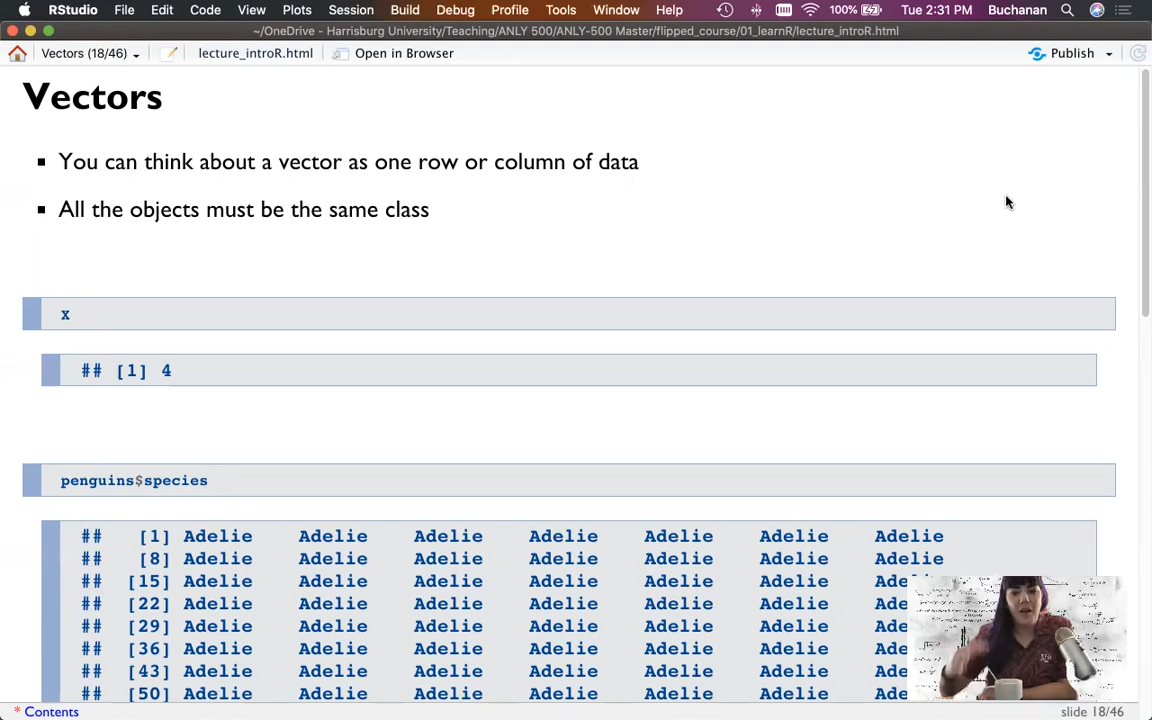 RStudio File Edit Code View Plots Session Build Debug Profile Tools Window Help 100% Tue 2:31 PM Buchanan
~/OneDrive - Harrisburg University/Teaching/ANLY 500/ANLY-500 Master/flipped_course/01_learnR/lecture_introR.html
Vectors (18/46) lecture_introR.html Open in Browser Publish
Vectors
You can think about a vector as one row or column of data
All the objects must be the same class
x
## [1] 4
penguins$species
## [1] Adelie Adelie Adelie Adelie Adelie Adelie Adelie
## [8] Adelie Adelie Adelie Adelie Adelie Adelie Adelie
## [15] Adelie Adelie Adelie Adelie Adelie Adelie Ade
## [22] Adelie Adelie Adelie Adelie Adelie Adelie Ade
## [29] Adelie Adelie Adelie Adelie Adelie Adelie Ade
## [36] Adelie Adelie Adelie Adelie Adelie Adelie Ade
## [43] Adelie Adelie Adelie Adelie Adelie Adelie Ade
## [50] Adelie Adelie Adelie Adelie Adelie Adelie Ade
* Contents slide 18/46